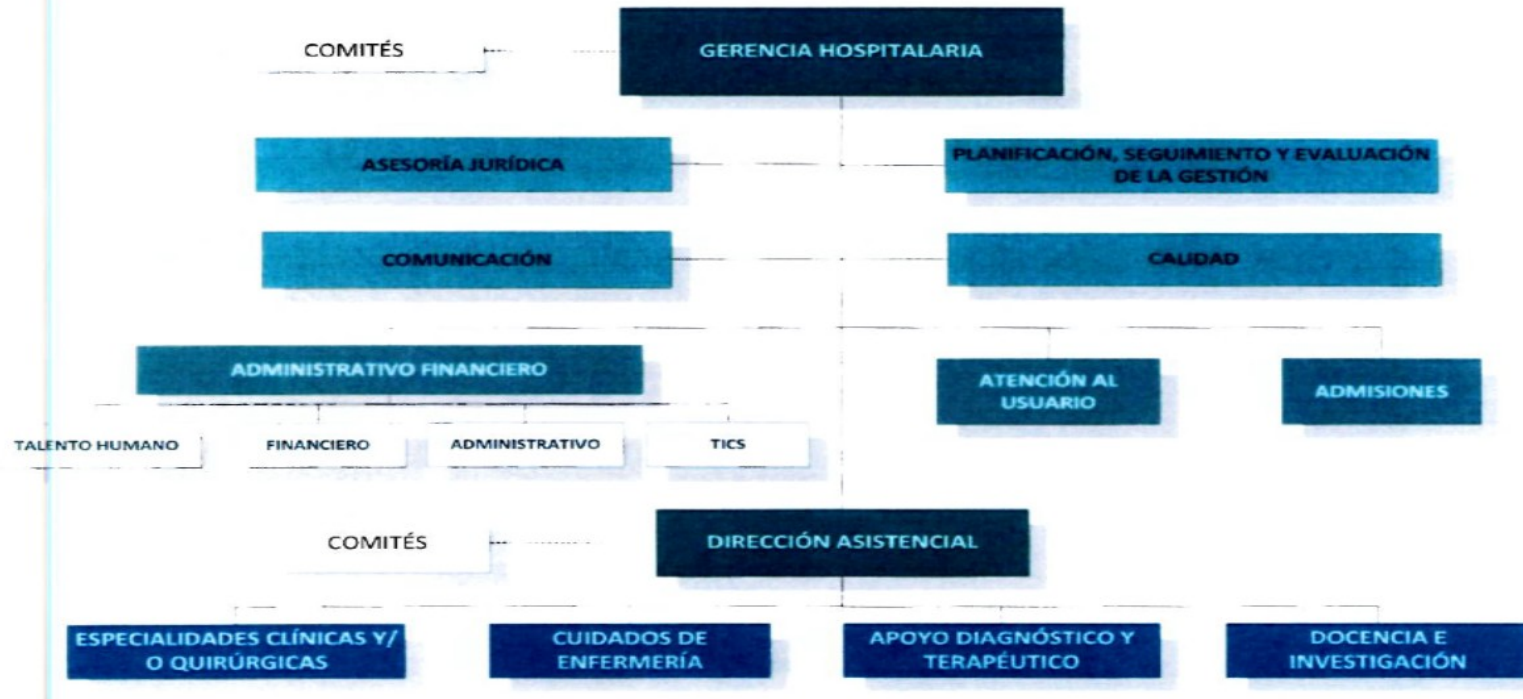 COMITÉS
GERENCIA HOSPITALARIA
ASESORÍA JURÍDICA
PLANIFICACIÓN, SEGUIMIENTO Y EVALUACIÓN
DE LA GESTIÓN
COMUNICACIÓN
CALIDAD
ADMINISTRATIVO FINANCIERO
ATENCIÓN AL
USUARIO
ADMISIONES
TALENTO HUMANO
FINANCIERO
ADMINISTRATIVO
TICS
COMITÉS
DIRECCIÓN ASISTENCIAL
ESPECIALIDADES CLÍNICAS Y/
O QUIRÚRGICAS
CUIDADOS DE
ENFERMERÍA
APOYO DIAGNÓSTICO Y
TERAPÉUTICO
DOCENCIA E
INVESTIGACIÓN